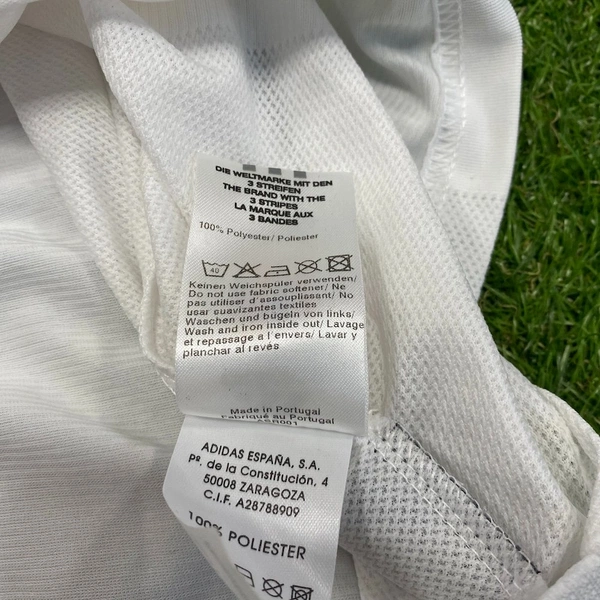 DIE WELTMARKE MIT DEN
3 STREIFEN
THE BRAND WITH THE
3 STRIPES
LA MARQUE AUX
3 BANDES
100% Polyester/ Poliester
40
Keinen Weichspüler verwenden/
Do not use fabric softener/ Ne
pas utiliser d'assouplissant/ No
usar suavizantes textiles
Waschen und bugeln von links/
Wash and iron inside out/ Lavage
et repassage a l'envers/ Lavar y
planchar al revés
Made in Portugal
Fabriqué au Portugal
ADIDAS ESPAÑA, S.A.
Pº. de la Constitución, 4
50008 ZARAGOZA
C.I.F. A28788909
100% POLIESTER